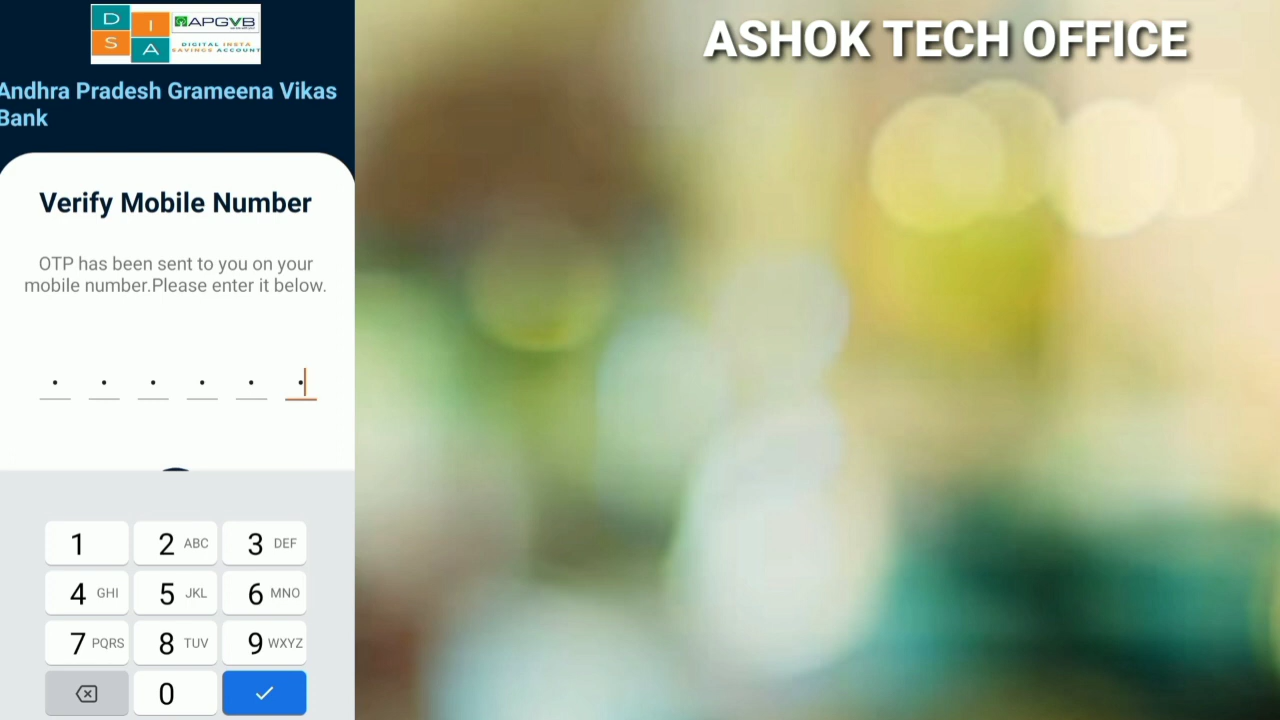 D I
S A
APGVB
DIGITAL INSTA
SAVINGS ACCOUNT
Andhra Pradesh Grameena Vikas
Bank
ASHOK TECH OFFICE
Verify Mobile Number
OTP has been sent to you on your
mobile number.Please enter it below.
1 2 ABC 3 DEF
4 GHI 5 JKL 6 MNO
7 PQRS 8 TUV 9 WXYZ
0